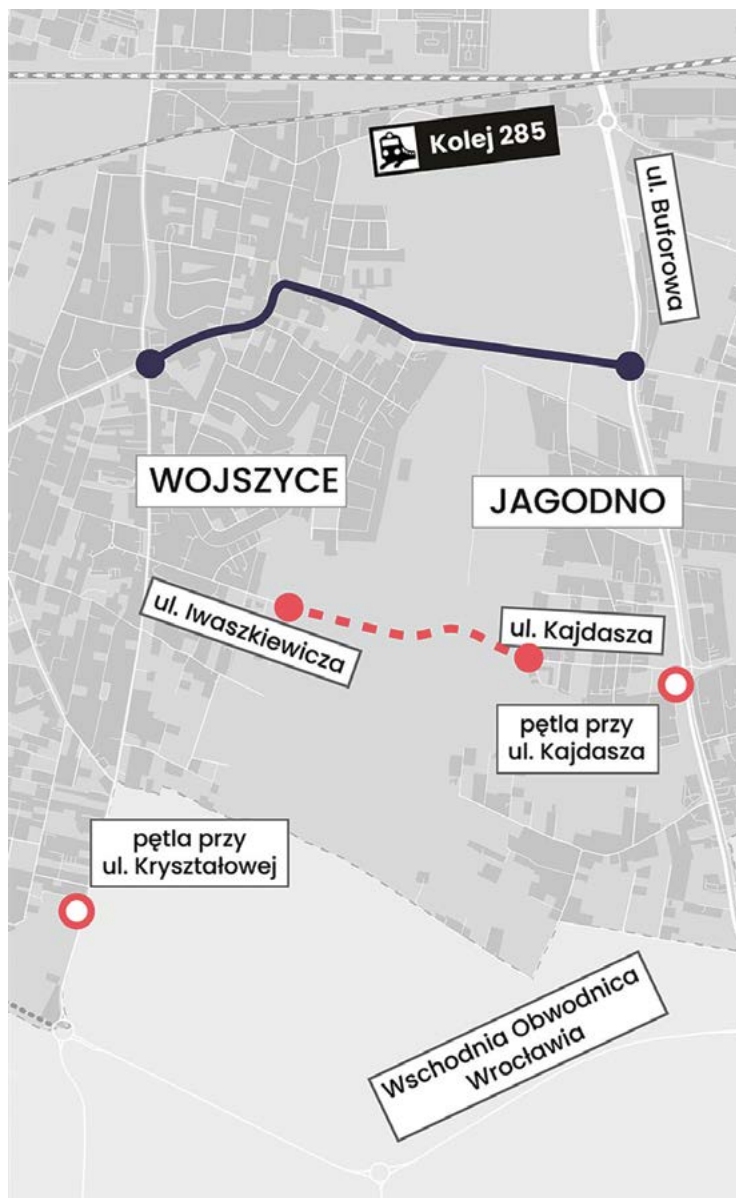 Kolej 285
ul. Buforowa
WOJSZYCE
JAGODNO
ul. Iwaszkiewicza
ul. Kajdasza
pętla przy
ul. Kajdasza
pętla przy
ul. Kryształowej
Wschodnia Obwodnica
Wrocławia